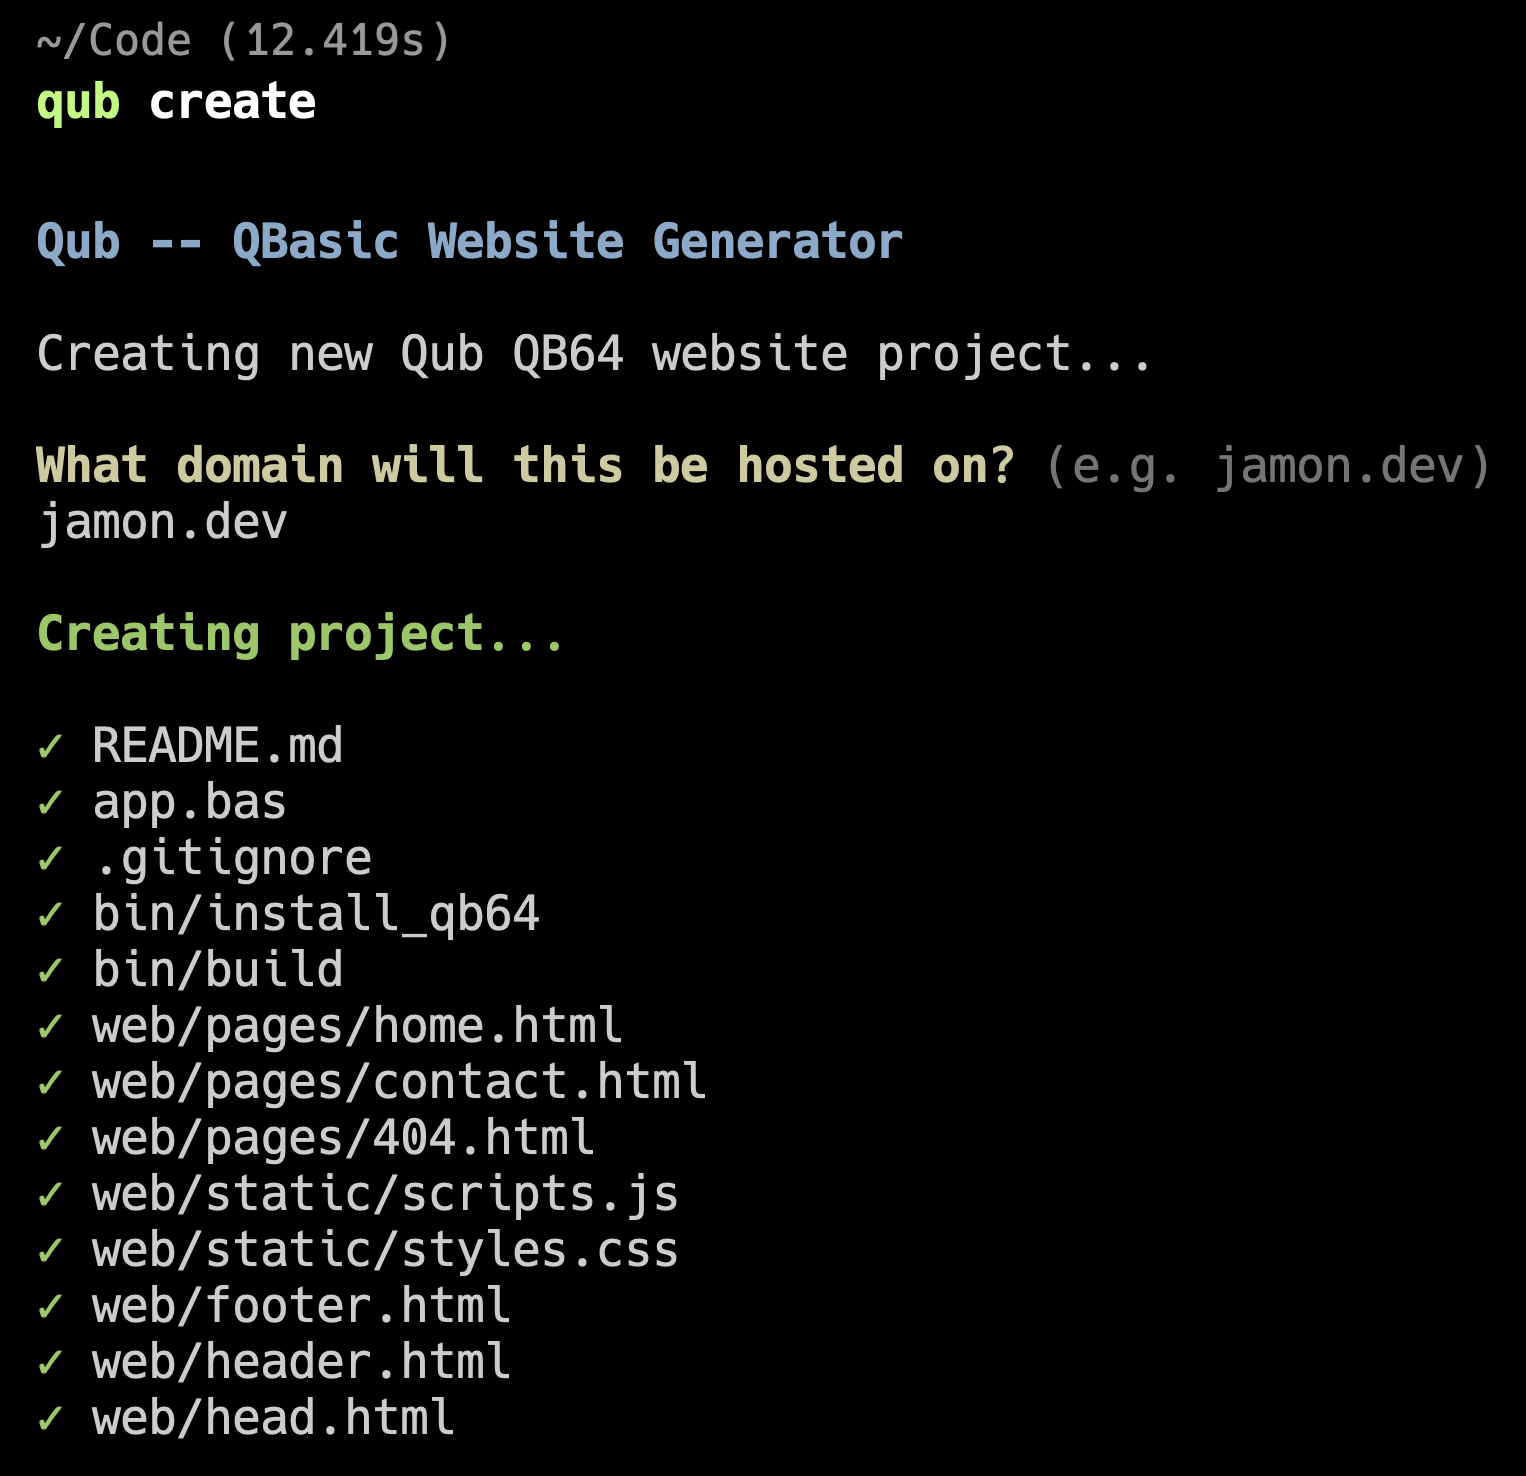 ~/Code (12.419s)
qub create
Qub -- QBasic Website Generator
Creating new Qub QB64 website project...
What domain will this be hosted on? (e.g. jamon.dev)
jamon.dev
Creating project...
✓ README.md
✓ app.bas
✓ .gitignore
✓ bin/install_qb64
✓ bin/build
✓ web/pages/home.html
✓ web/pages/contact.html
✓ web/pages/404.html
✓ web/static/scripts.js
✓ web/static/styles.css
✓ web/footer.html
✓ web/header.html
✓ web/head.html